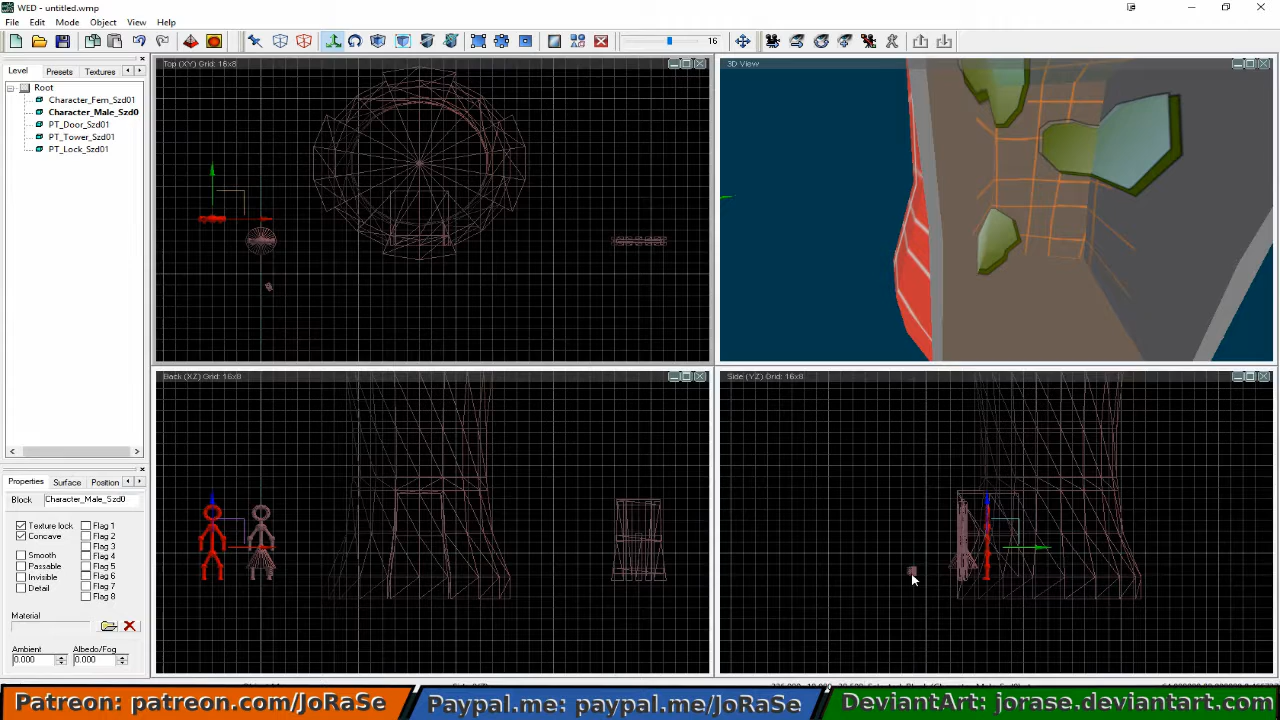 WED - untitled.wmp
File Edit Mode Object View Help
16
Level Presets Textures
Root
Character_Fem_Szd01
Character_Male_Szd0
PT_Door_Szd01
PT_Tower_Szd01
PT_Lock_Szd01
Top (XY) Grid: 16x8
3D View
Back (XZ) Grid: 16x8
Side (YZ) Grid: 16x8
Properties Surface Position
Block Character_Male_Szd0
Texture lock Flag 1
Concave Flag 2
Flag 3
Smooth Flag 4
Passable Flag 5
Invisible Flag 6
Detail Flag 7
Flag 8
Material
Ambient Albedo/Fog
0.000 0.000
Patreon: patreon.com/JoRaSe
Paypal.me: paypal.me/JoRaSe
DeviantArt: jorase.deviantart.com